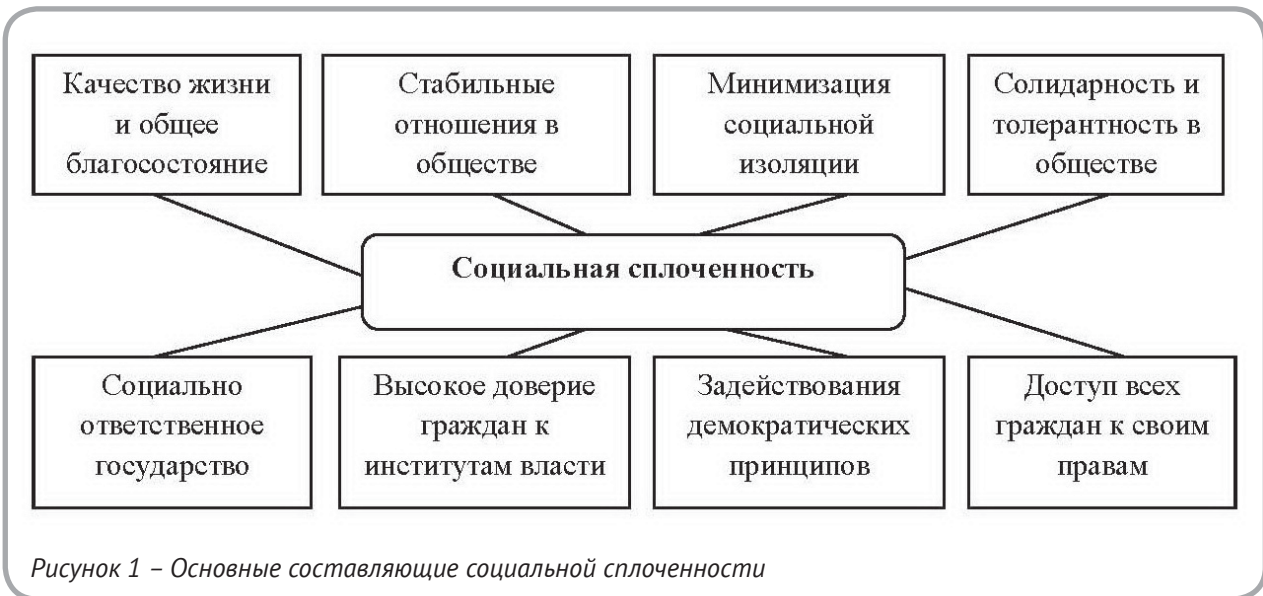 Качество жизни
и общее
благосостояние
Стабильные
отношения в
обществе
Минимизация
социальной
изоляции
Солидарность и
толерантность в
обществе
Социальная сплоченность
Социально
ответственное
государство
Высокое доверие
граждан к
институтам власти
Задействования
демократических
принципов
Доступ всех
граждан к своим
правам
Рисунок 1 – Основные составляющие социальной сплоченности